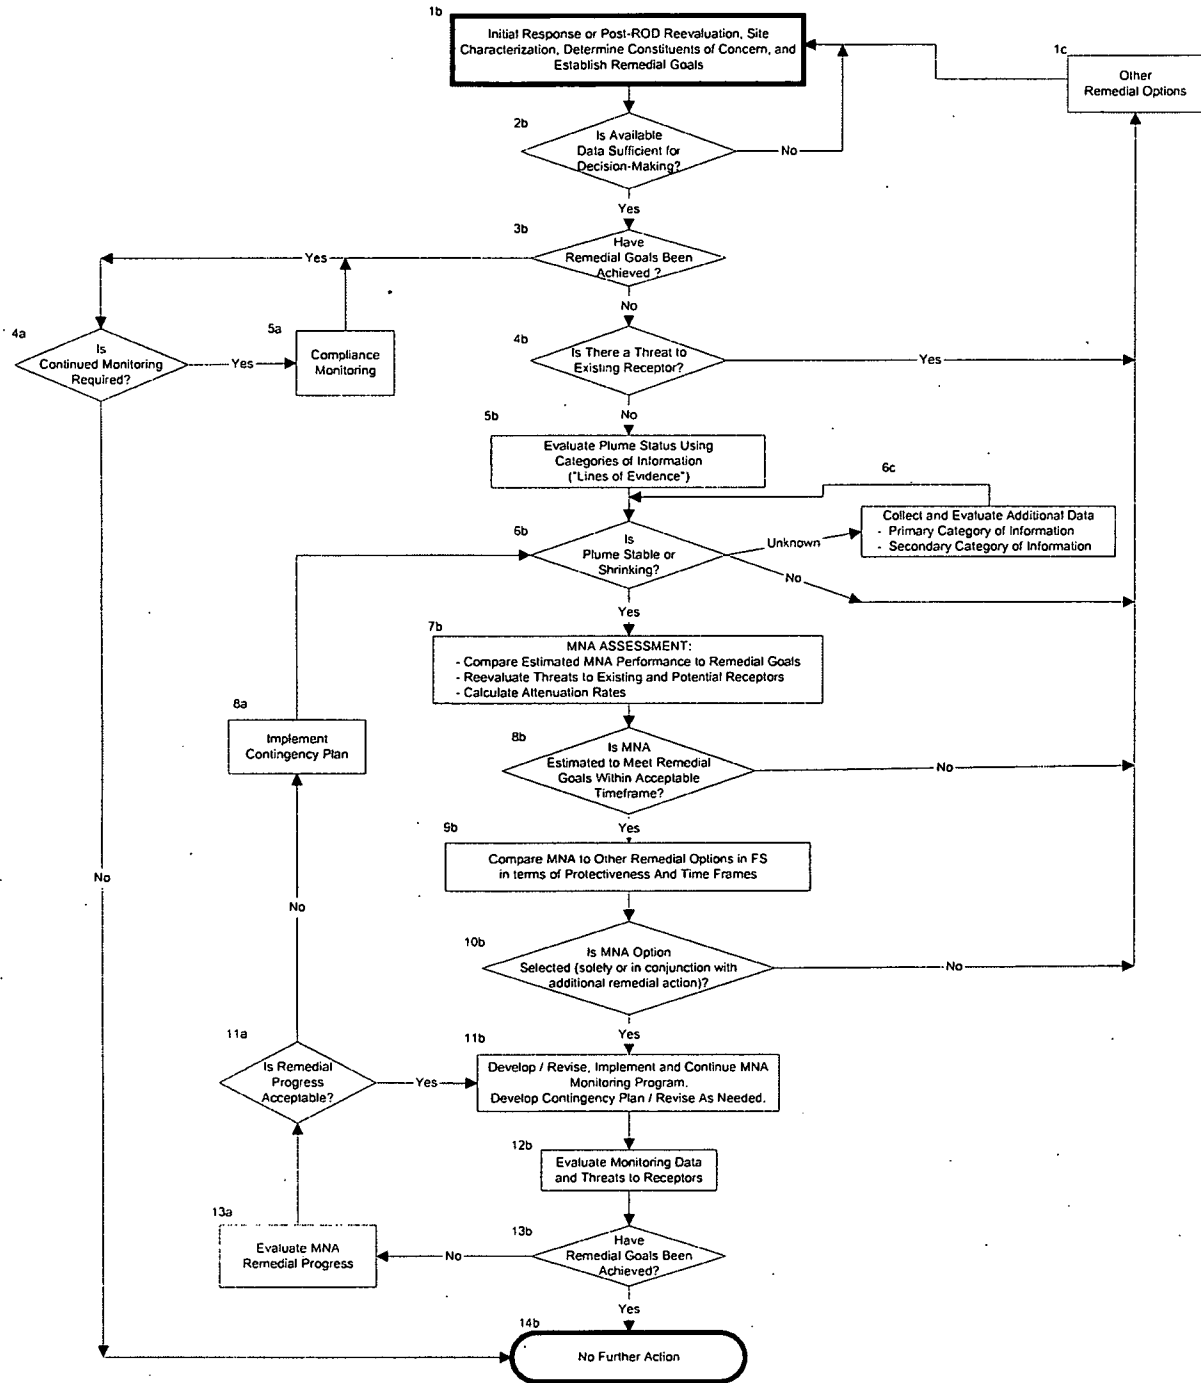 1b
Initial Response or Post-ROD Reevaluation, Site
Characterization, Determine Constituents of Concern, and
Establish Remedial Goals
1c
Other
Remedial Options
2b
Is Available
Data Sufficient for
Decision-Making?
No
Yes
3b
Have
Remedial Goals Been
Achieved ?
Yes
No
4a
Is
Continued Monitoring
Required?
Yes
5a
Compliance
Monitoring
4b
Is There a Threat to
Existing Receptor?
Yes
No
5b
Evaluate Plume Status Using
Categories of Information
("Lines of Evidence")
6c
Collect and Evaluate Additional Data
- Primary Category of Information
- Secondary Category of Information
6b
Is
Plume Stable or
Shrinking?
Unknown
No
Yes
7b
MNA ASSESSMENT:
- Compare Estimated MNA Performance to Remedial Goals
- Reevaluate Threats to Existing and Potential Receptors
- Calculate Attenuation Rates
8a
Implement
Contingency Plan
8b
Is MNA
Estimated to Meet Remedial
Goals Within Acceptable
Timeframe?
No
Yes
9b
Compare MNA to Other Remedial Options in FS
in terms of Protectiveness And Time Frames
No
No
10b
Is MNA Option
Selected (solely or in conjunction with
additional remedial action)?
No
Yes
11a
Is Remedial
Progress
Acceptable?
Yes
11b
Develop / Revise, Implement and Continue MNA
Monitoring Program.
Develop Contingency Plan / Revise As Needed.
12b
Evaluate Monitoring Data
and Threats to Receptors
13a
Evaluate MNA
Remedial Progress
13b
Have
Remedial Goals Been
Achieved?
No
Yes
14b
No Further Action